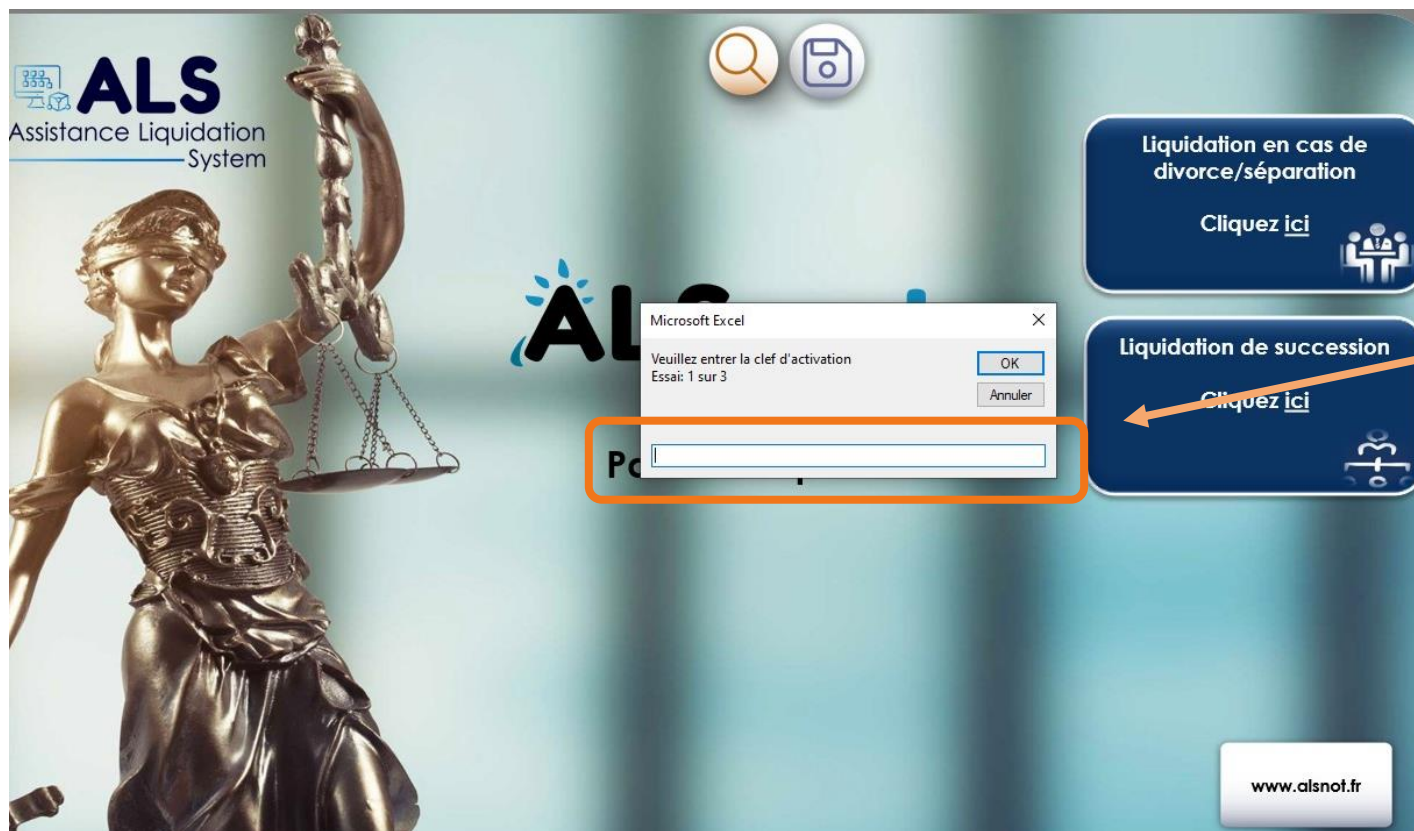 ALS
Assistance Liquidation
System
Liquidation en cas de
divorce/séparation
Cliquez ici
Microsoft Excel
Veuillez entrer la clef d'activation
Essai: 1 sur 3
OK
Annuler
Liquidation de succession
Cliquez ici
www.alsnot.fr